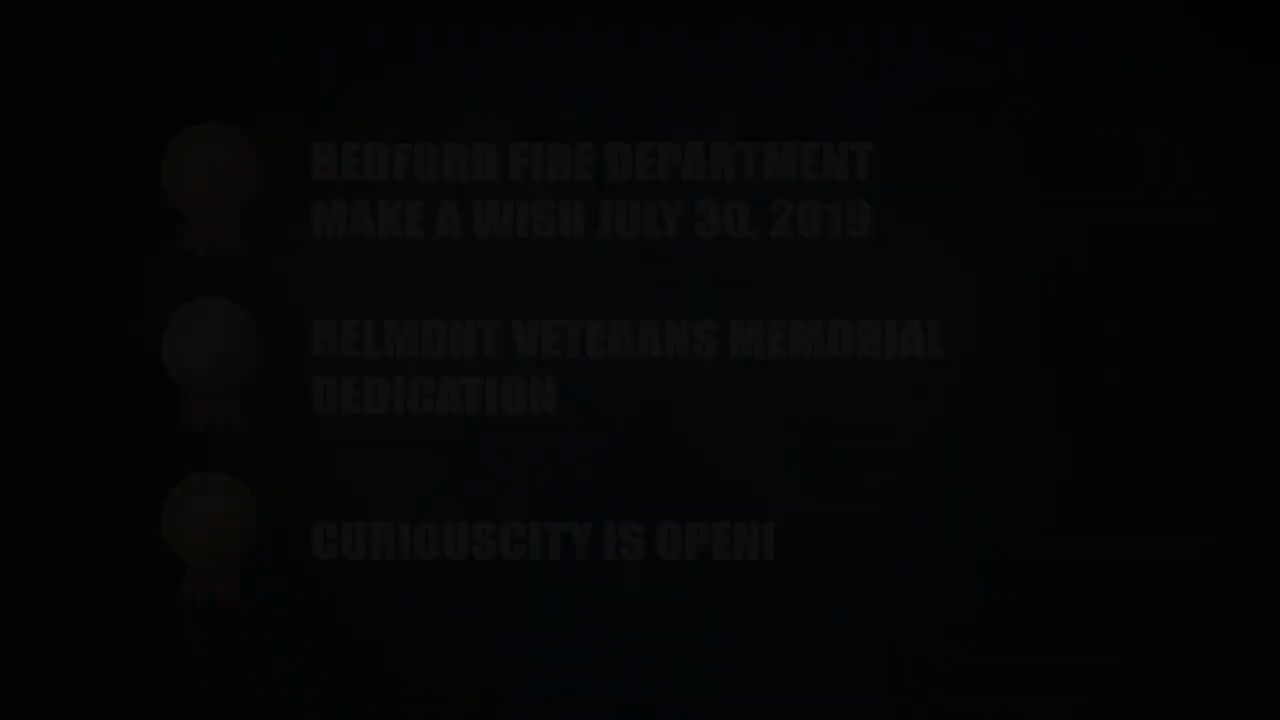 BEDFORD FIRE DEPARTMENT
MAKE A WISH JULY 30, 2019
BELMONT VETERANS MEMORIAL
DEDICATION
CURIOUSCITY IS OPEN!